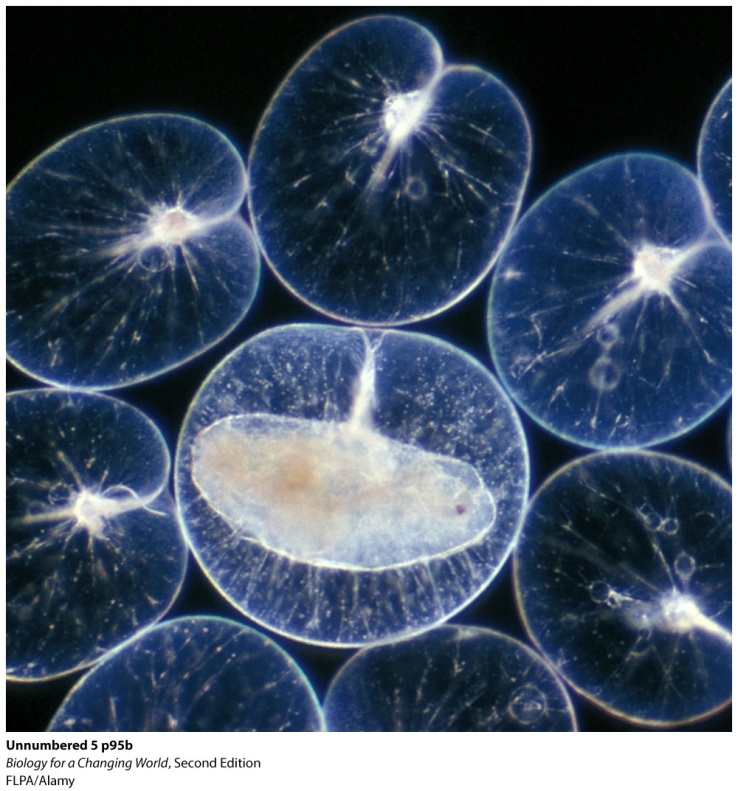 Unnumbered 5 p95b
Biology for a Changing World, Second Edition
FLPA/Alamy